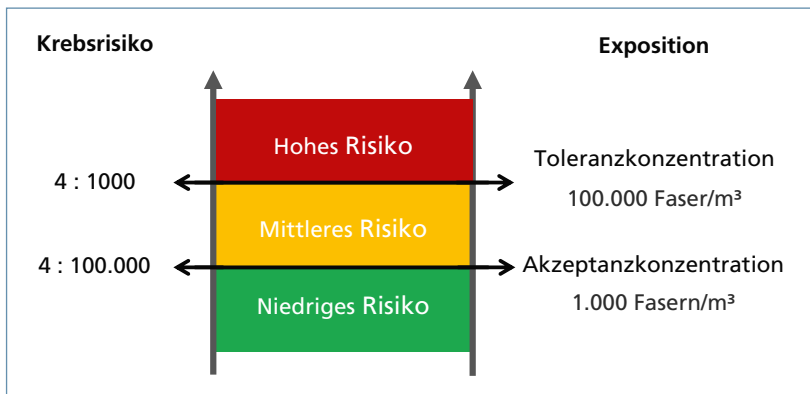 Krebsrisiko
Exposition
Hohes Risiko
Toleranzkonzentration
4 : 1000
100.000 Faser/m³
Mittleres Risiko
4 : 100.000
Akzeptanzkonzentration
Niedriges Risiko
1.000 Fasern/m³